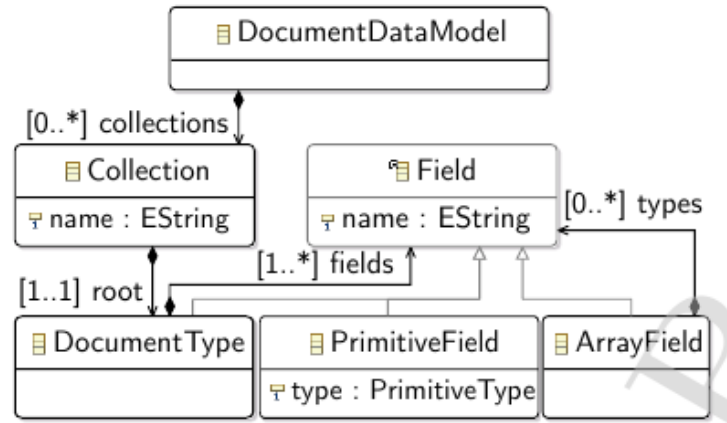 DocumentDataModel
[0..*] collections
Collection
name : EString
Field
name : EString
[0..*] types
[1..*] fields
[1..1] root
DocumentType
PrimitiveField
type : PrimitiveType
ArrayField